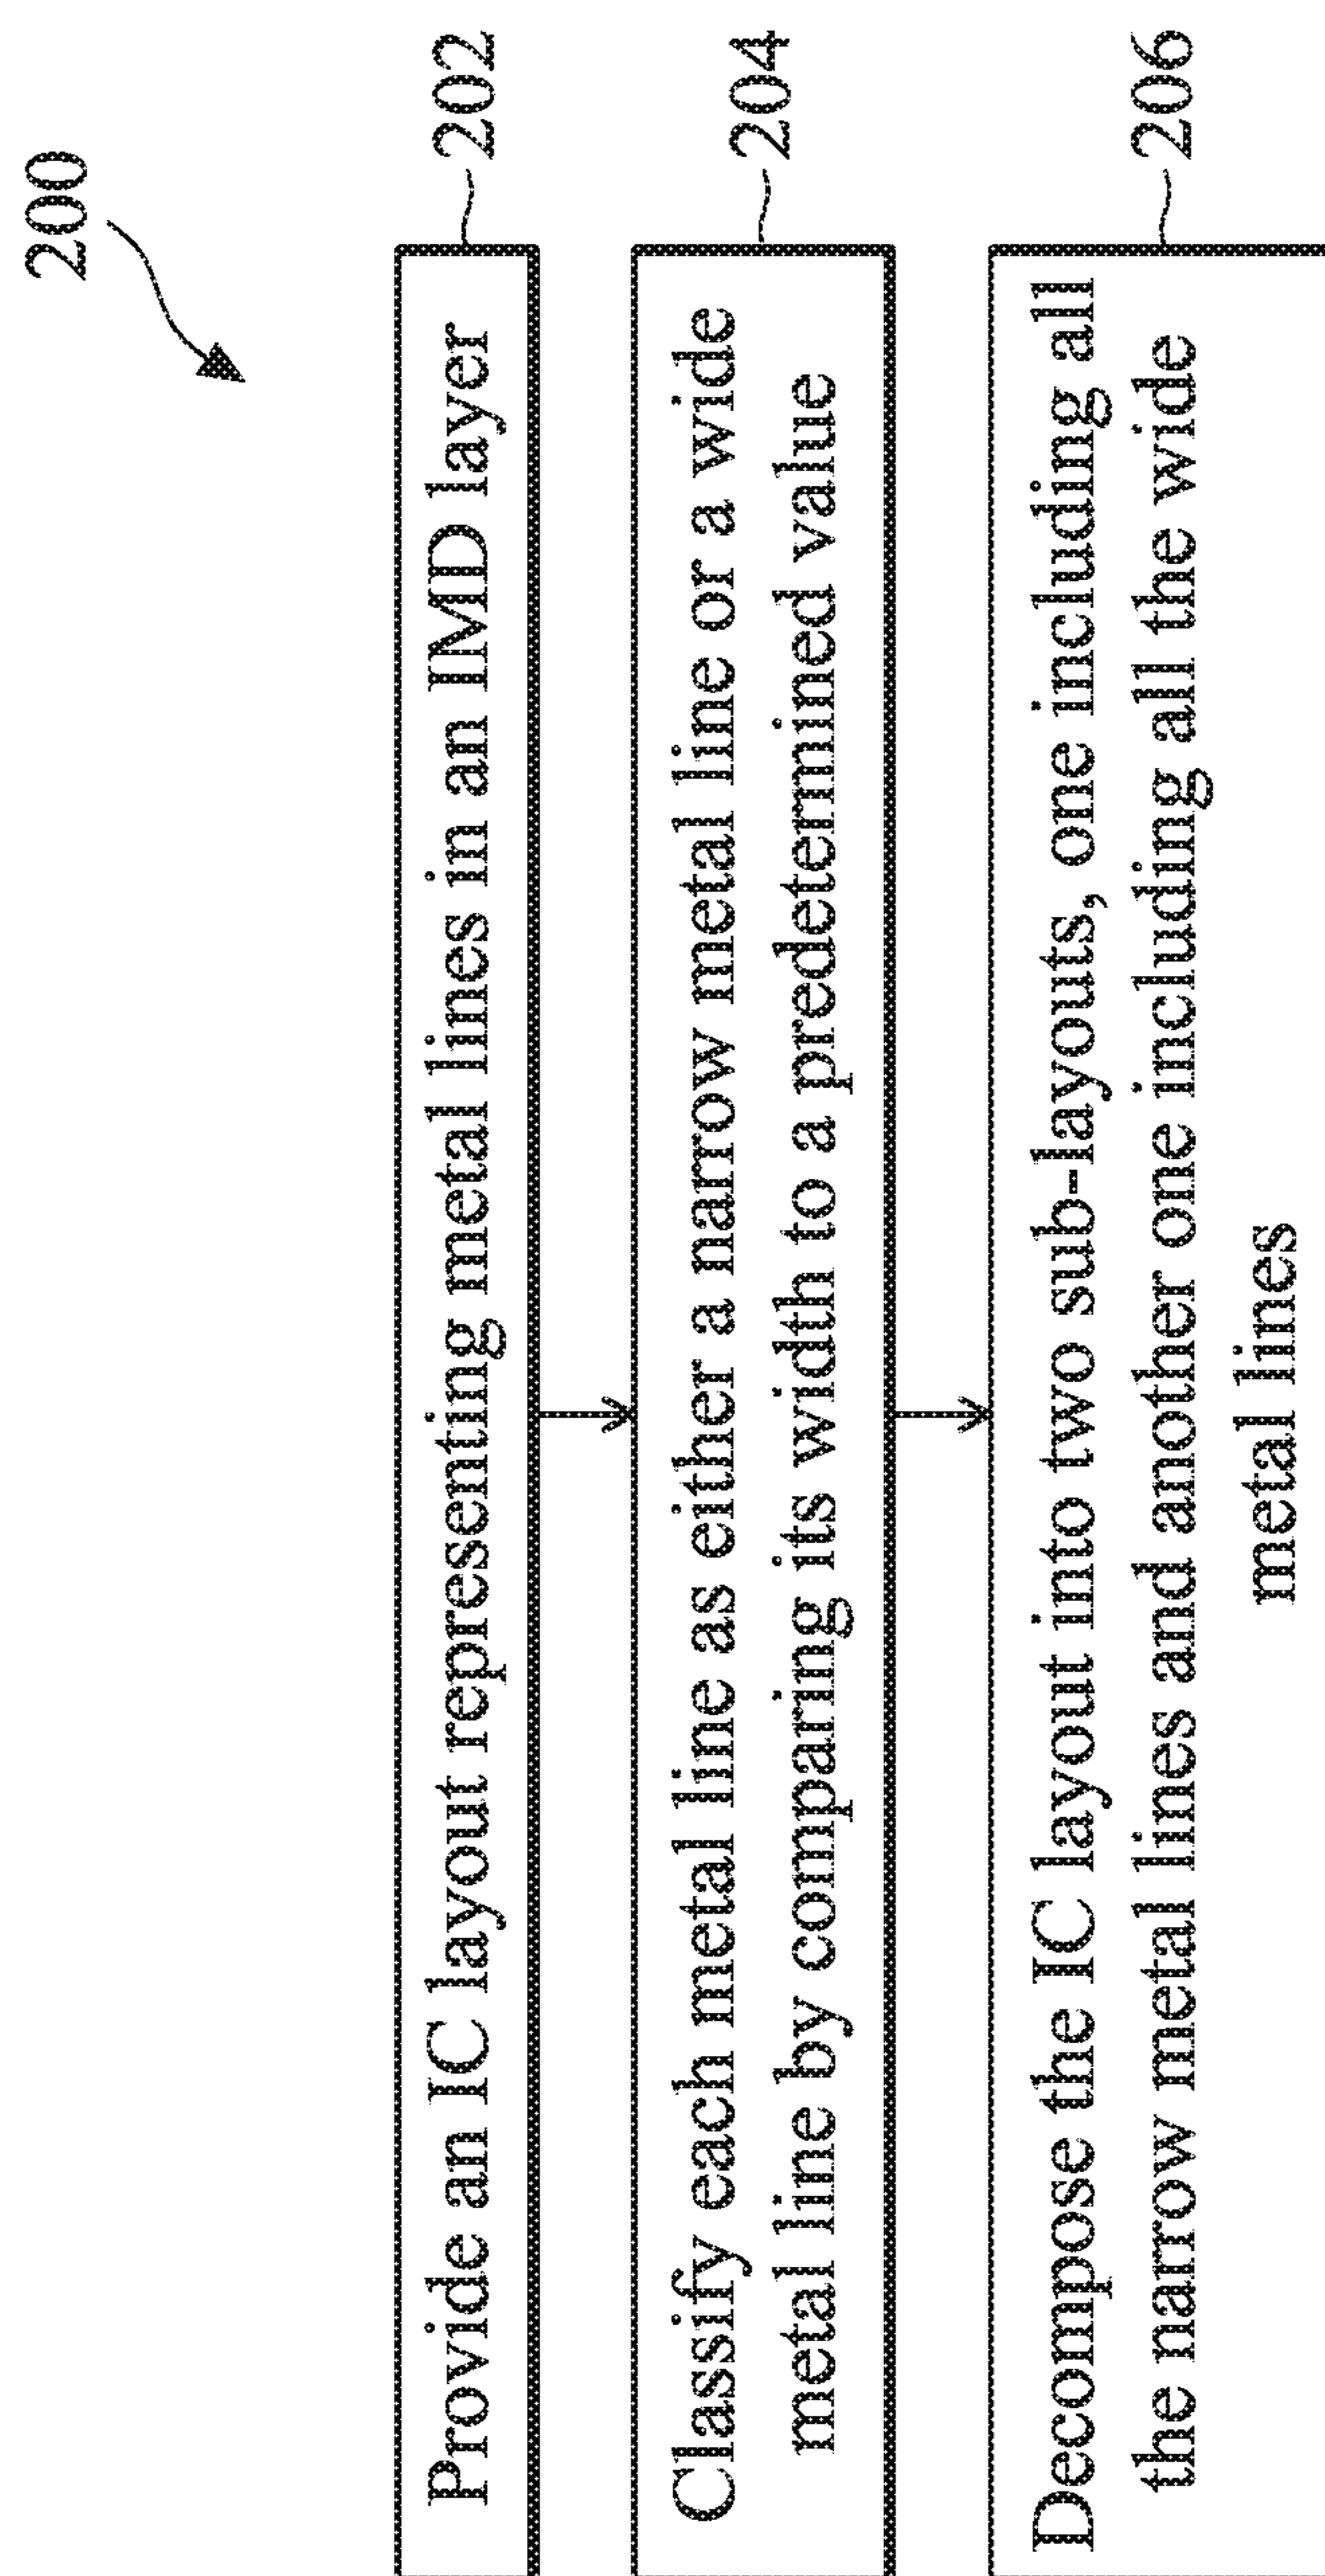 200
Provide an IC layout representing metal lines in an IMD layer
202
Classify each metal line as either a narrow metal line or a wide
metal line by comparing its width to a predetermined value
204
Decompose the IC layout into two sub-layouts, one including all
the narrow metal lines and another one including all the wide
metal lines
206